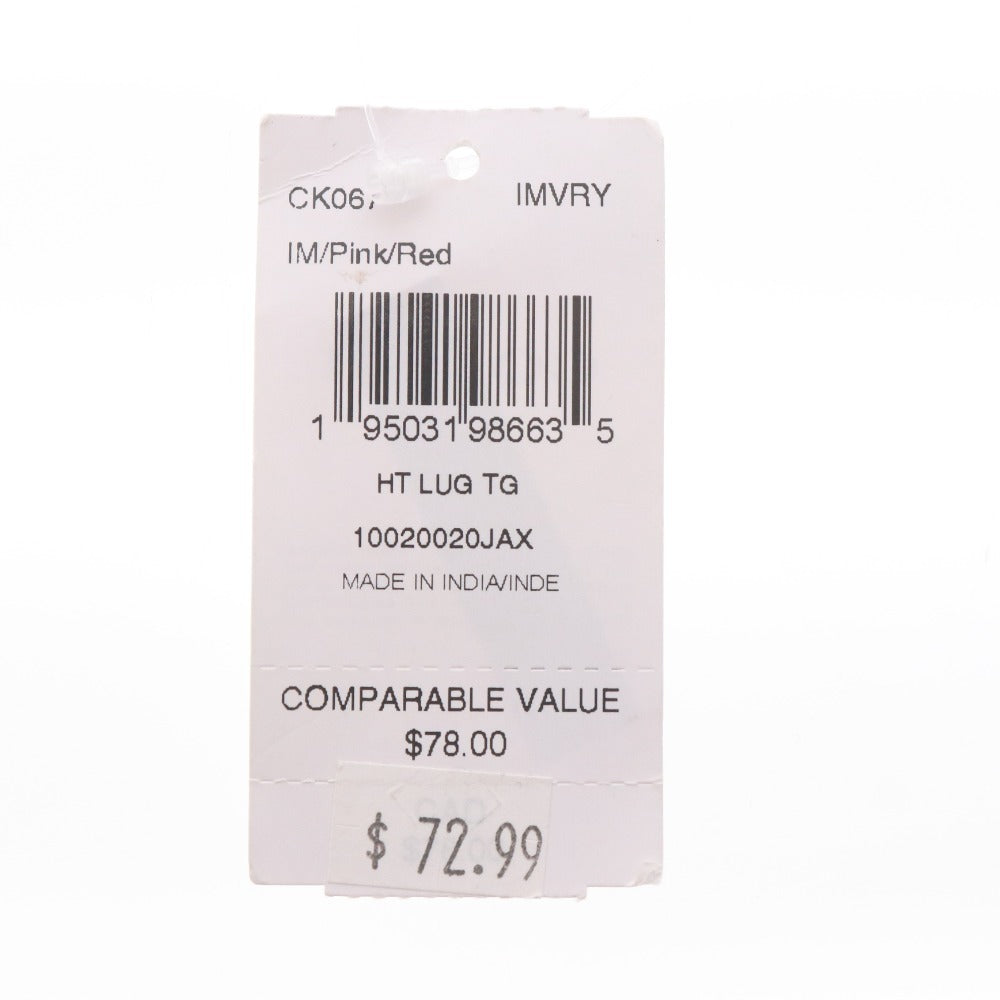 CK067 IMVRY
IM/Pink/Red
1 95031 98663 5
HT LUG TG
10020020JAX
MADE IN INDIA/INDE
COMPARABLE VALUE
$78.00
$ 72.99